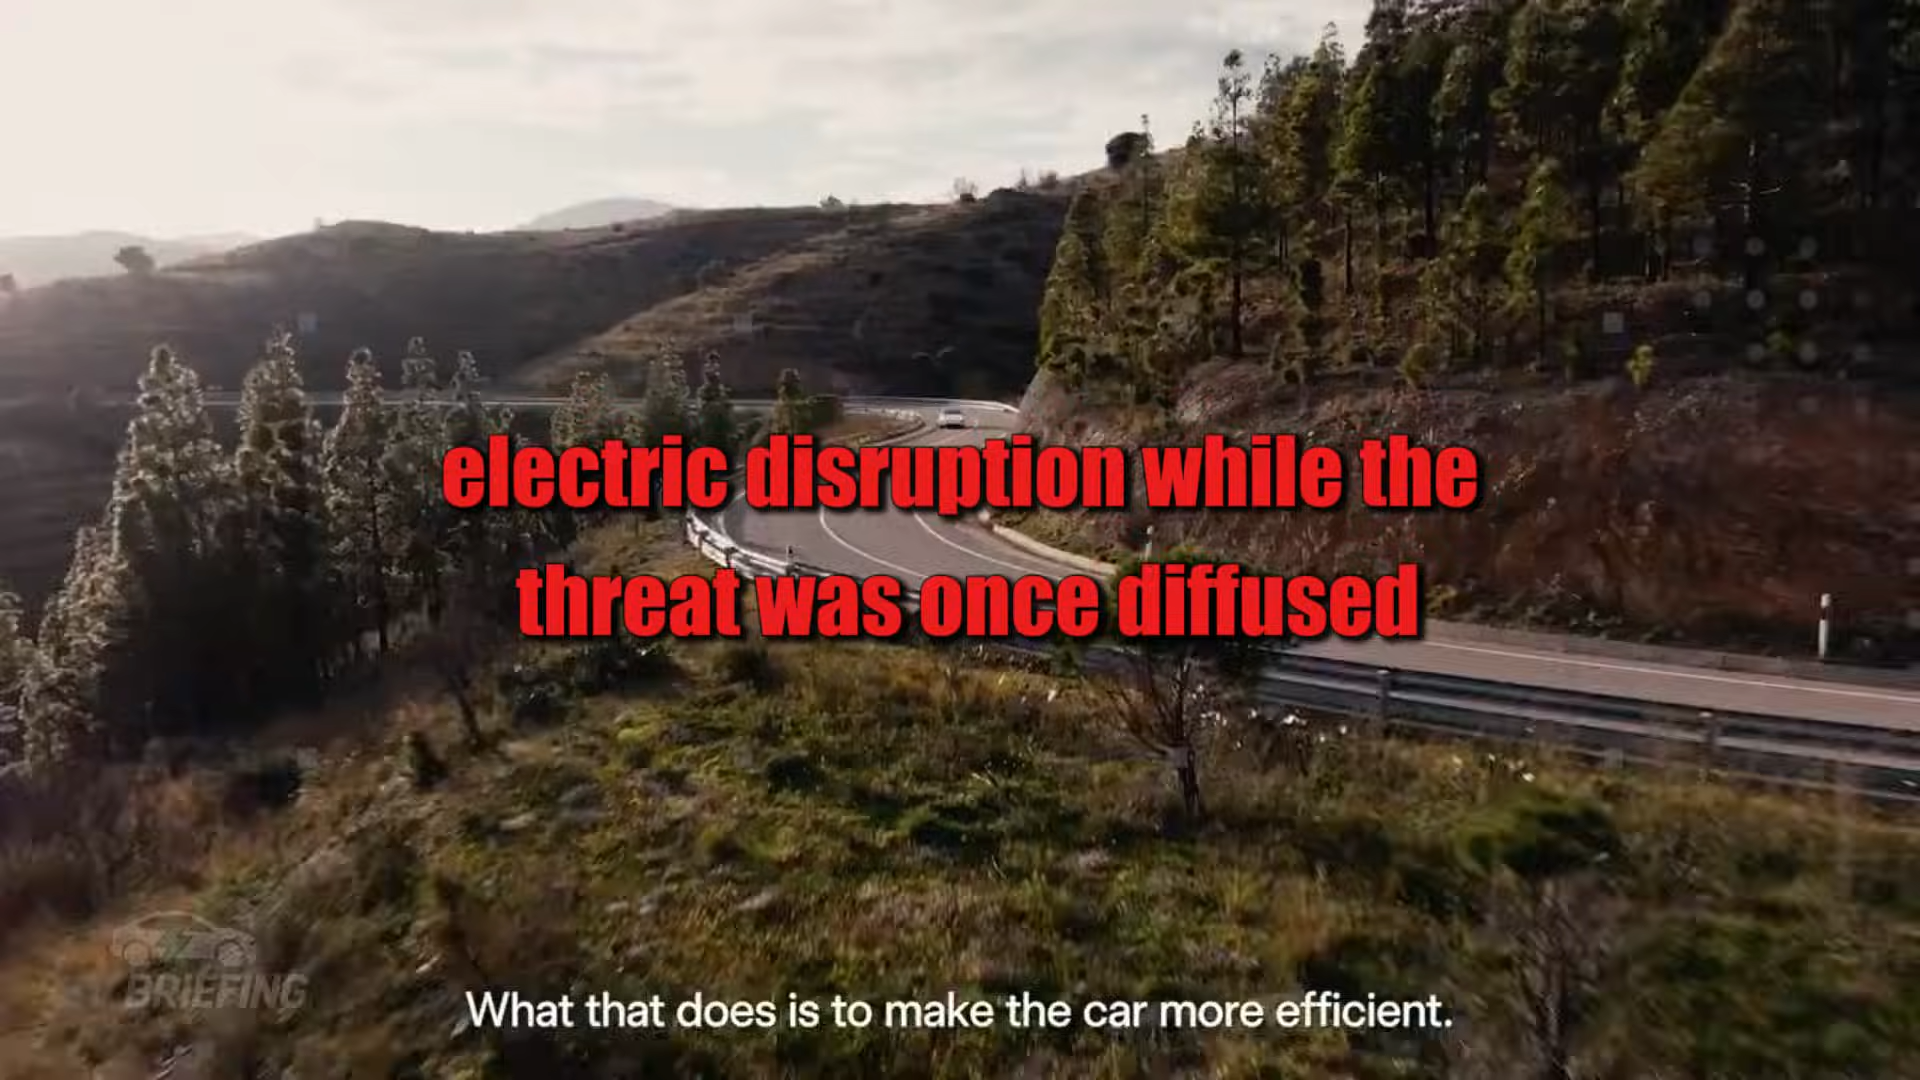 electric disruption while the
threat was once diffused
BRIEFING
What that does is to make the car more efficient.